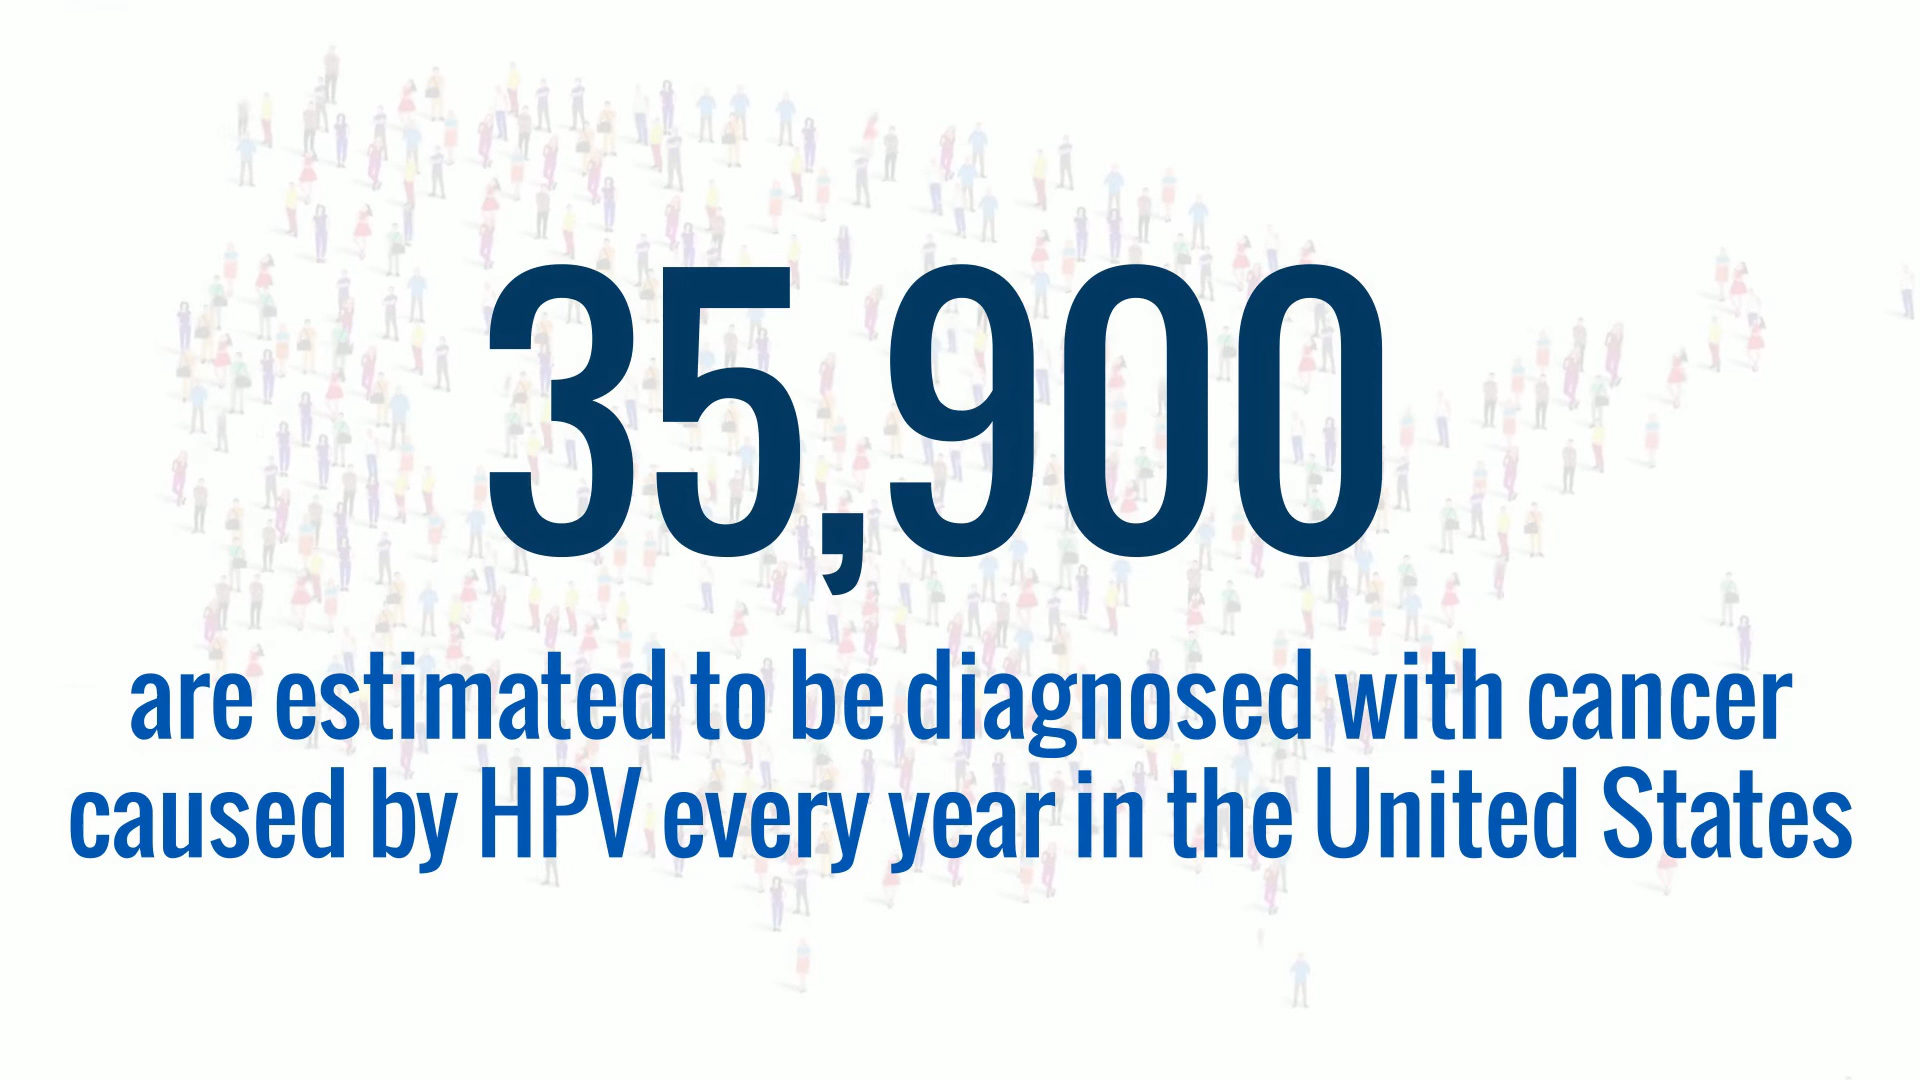 35,900
are estimated to be diagnosed with cancer
caused by HPV every year in the United States